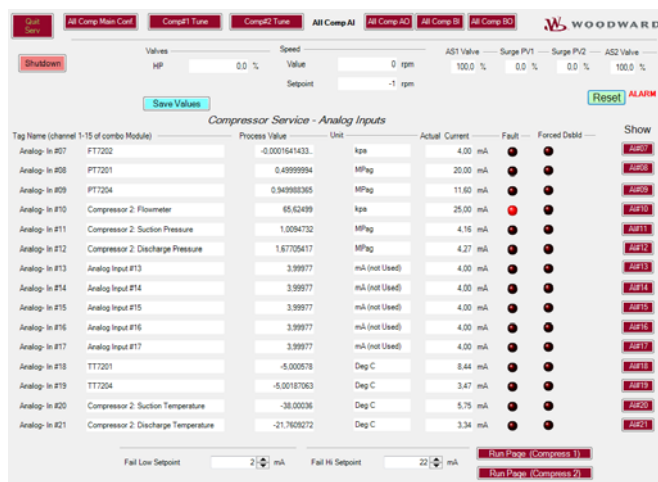 Quit Serv All Comp Main Conf. Comp#1 Tune Comp#2 Tune All Comp AI All Comp AO All Comp BI All Comp BO WOODWARD
Valves Speed AS1 Valve Surge PV1 Surge PV2 AS2 Valve
Shutdown HP 0,0 % Value 0 rpm 100,0 % 0,0 % 0,0 % 100,0 %
Setpoint -1 rpm
Save Values Reset ALARM
Compressor Service - Analog Inputs
Tag Name (channel 1-15 of combo Module) Process Value Unit Actual Current Fault Forced Dsbld Show
Analog- In #07 FT7202 -0,0001641433.. kpa 4,00 mA AI#07
Analog- In #08 PT7201 0,49999994 MPag 20,00 mA AI#08
Analog- In #09 PT7204 0,949988365 MPag 11,60 mA AI#09
Analog- In #10 Compressor 2: Flowmeter 65,62499 kpa 25,00 mA AI#10
Analog- In #11 Compressor 2: Suction Pressure 1,0094732 MPag 4,16 mA AI#11
Analog- In #12 Compressor 2: Discharge Pressure 1,67705417 MPag 4,27 mA AI#12
Analog- In #13 Analog Input #13 3,99977 mA (not Used) 4,00 mA AI#13
Analog- In #14 Analog Input #14 3,99977 mA (not Used) 4,00 mA AI#14
Analog- In #15 Analog Input #15 3,99977 mA (not Used) 4,00 mA AI#15
Analog- In #16 Analog Input #16 3,99977 mA (not Used) 4,00 mA AI#16
Analog- In #17 Analog Input #17 3,99977 mA (not Used) 4,00 mA AI#17
Analog- In #18 TT7201 -5,000578 Deg C 8,44 mA AI#18
Analog- In #19 TT7204 -5,00187063 Deg C 3,47 mA AI#19
Analog- In #20 Compressor 2: Suction Temperature -38,00036 Deg C 5,75 mA AI#20
Analog- In #21 Compressor 2: Discharge Temperature -21,7609272 Deg C 3,34 mA AI#21
Fail Low Setpoint 2 mA Fail Hi Setpoint 22 mA Run Page (Compress 1)
Run Page (Compress 2)